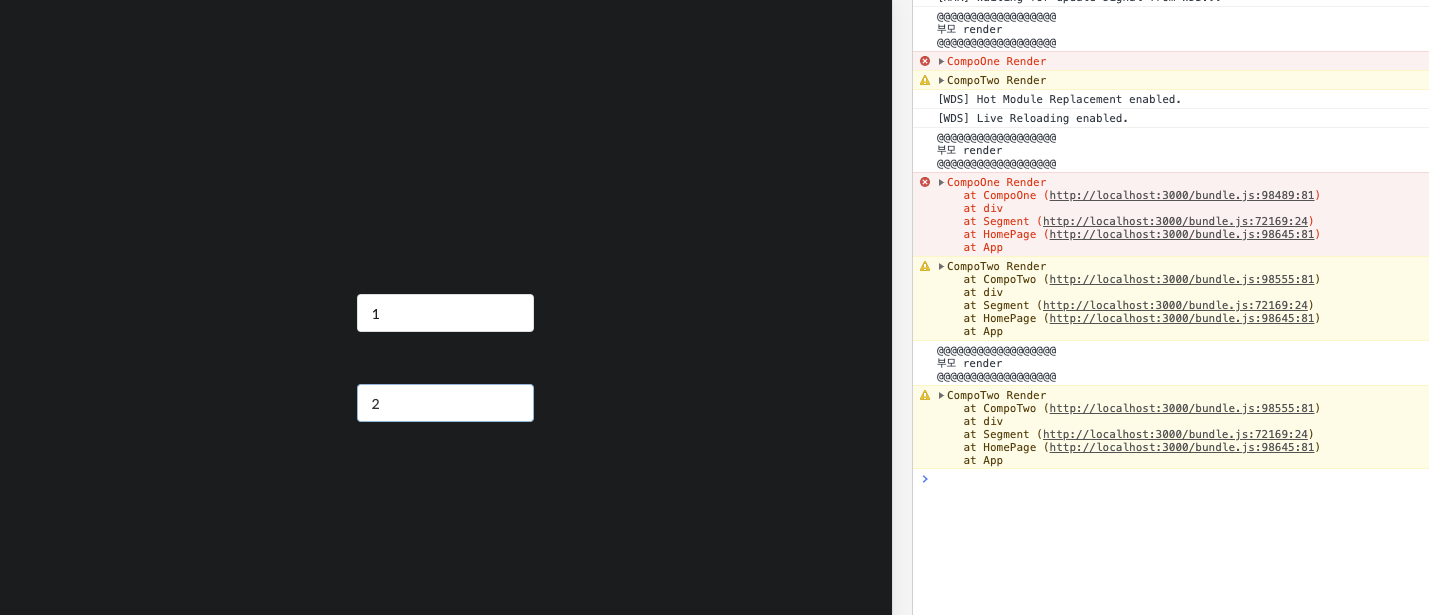 1
2
@@@@@@@@@@@@@@@@@@
부모 render
@@@@@@@@@@@@@@@@@@
CompoOne Render
CompoTwo Render
[WDS] Hot Module Replacement enabled.
[WDS] Live Reloading enabled.
@@@@@@@@@@@@@@@@@@
부모 render
@@@@@@@@@@@@@@@@@@
CompoOne Render
at CompoOne (http://localhost:3000/bundle.js:98489:81)
at div
at Segment (http://localhost:3000/bundle.js:72169:24)
at HomePage (http://localhost:3000/bundle.js:98645:81)
at App
CompoTwo Render
at CompoTwo (http://localhost:3000/bundle.js:98555:81)
at div
at Segment (http://localhost:3000/bundle.js:72169:24)
at HomePage (http://localhost:3000/bundle.js:98645:81)
at App
@@@@@@@@@@@@@@@@@@
부모 render
@@@@@@@@@@@@@@@@@@
CompoTwo Render
at CompoTwo (http://localhost:3000/bundle.js:98555:81)
at div
at Segment (http://localhost:3000/bundle.js:72169:24)
at HomePage (http://localhost:3000/bundle.js:98645:81)
at App